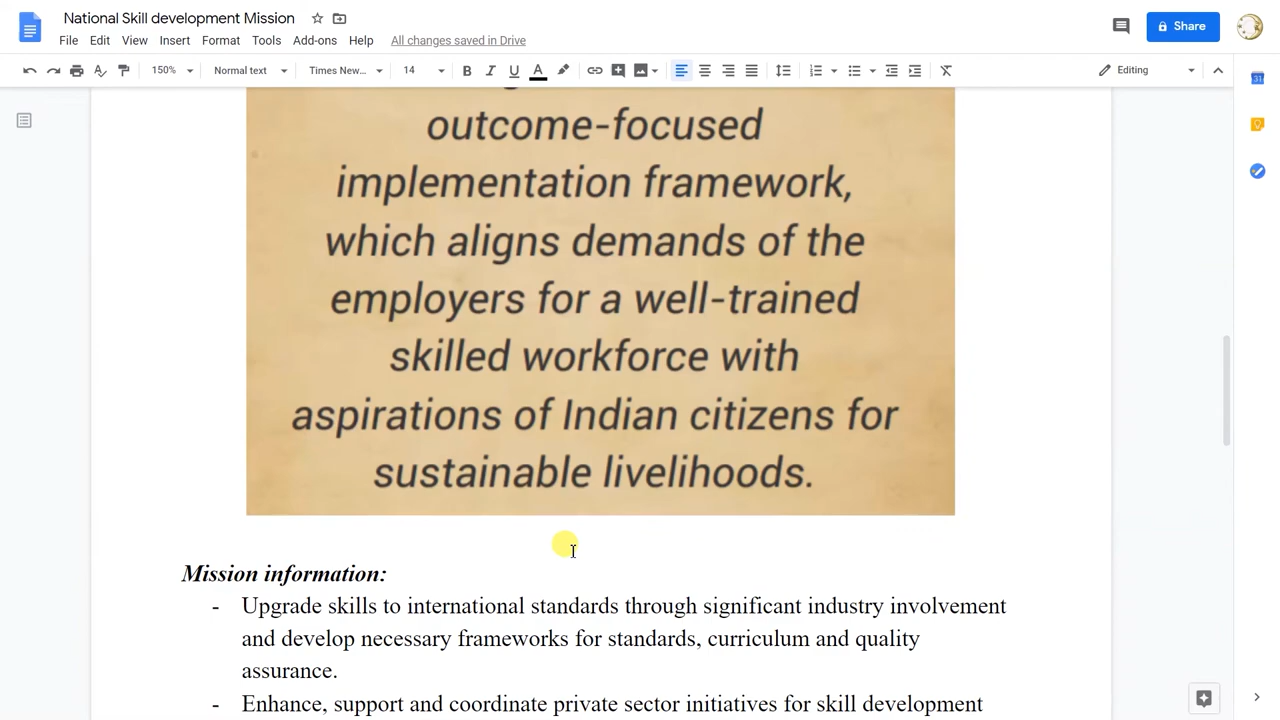 National Skill development Mission
File Edit View Insert Format Tools Add-ons Help All changes saved in Drive
Share
150% Normal text Times New... 14 B I U A Editing
outcome-focused
implementation framework,
which aligns demands of the
employers for a well-trained
skilled workforce with
aspirations of Indian citizens for
sustainable livelihoods.
Mission information:
- Upgrade skills to international standards through significant industry involvement
and develop necessary frameworks for standards, curriculum and quality
assurance.
- Enhance, support and coordinate private sector initiatives for skill development